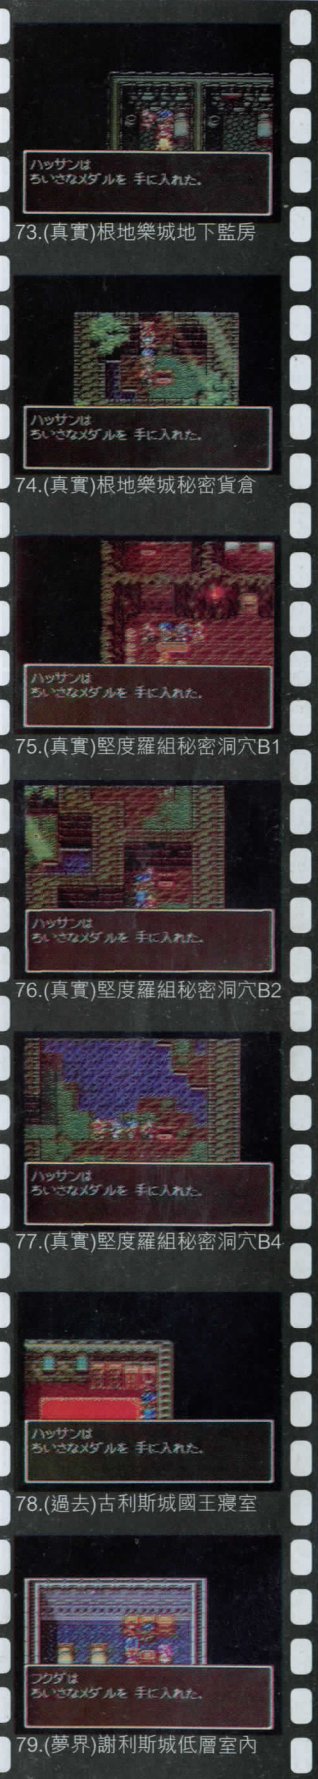 ハッサンは
ちいさなメダルを 手に入れた。
73.(真實)根地樂城地下監房
ハッサンは
ちいさなメダルを 手に入れた。
74.(真實)根地樂城秘密貨倉
ハッサンは
ちいさなメダルを 手に入れた。
75.(真實)堅度羅組秘密洞穴B1
ハッサンは
ちいさなメダルを 手に入れた。
76.(真實)堅度羅組秘密洞穴B2
ハッサンは
ちいさなメダルを 手に入れた。
77.(真實)堅度羅組秘密洞穴B4
ハッサンは
ちいさなメダルを 手に入れた。
78.(過去)古利斯城國王寢室
フクダは
ちいさなメダルを 手に入れた。
79.(夢界)謝利斯城低層室內